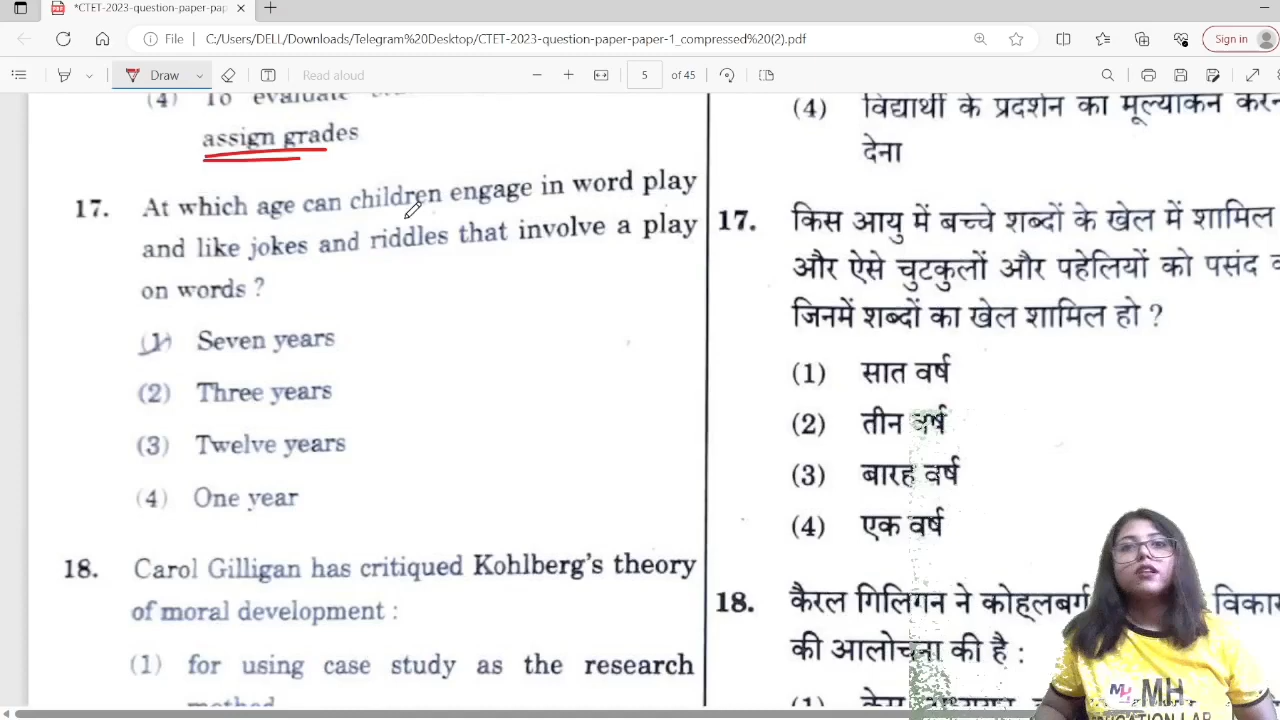 *CTET-2023-question-paper-pap
File C:/Users/DELL/Downloads/Telegram%20Desktop/CTET-2023-question-paper-paper-1_compressed%20(2).pdf
Sign in
Draw
Read aloud
5 of 45
(4) To evaluate
assign grades
17. At which age can children engage in word play
and like jokes and riddles that involve a play
on words ?
(1) Seven years
(2) Three years
(3) Twelve years
(4) One year
18. Carol Gilligan has critiqued Kohlberg's theory
of moral development :
(1) for using case study as the research
method
(4) विद्यार्थी के प्रदर्शन का मूल्यांकन
देना
17. किस आयु में बच्चे शब्दों के खेल में शामिल
और ऐसे चुटकुलों और पहेलियों को पसंद
जिनमें शब्दों का खेल शामिल हो ?
(1) सात वर्ष
(2) तीन वर्ष
(3) बारह वर्ष
(4) एक वर्ष
18. कैरल गिलिगन ने कोहलबर्ग
की आलोचना की है :
(1)
MH